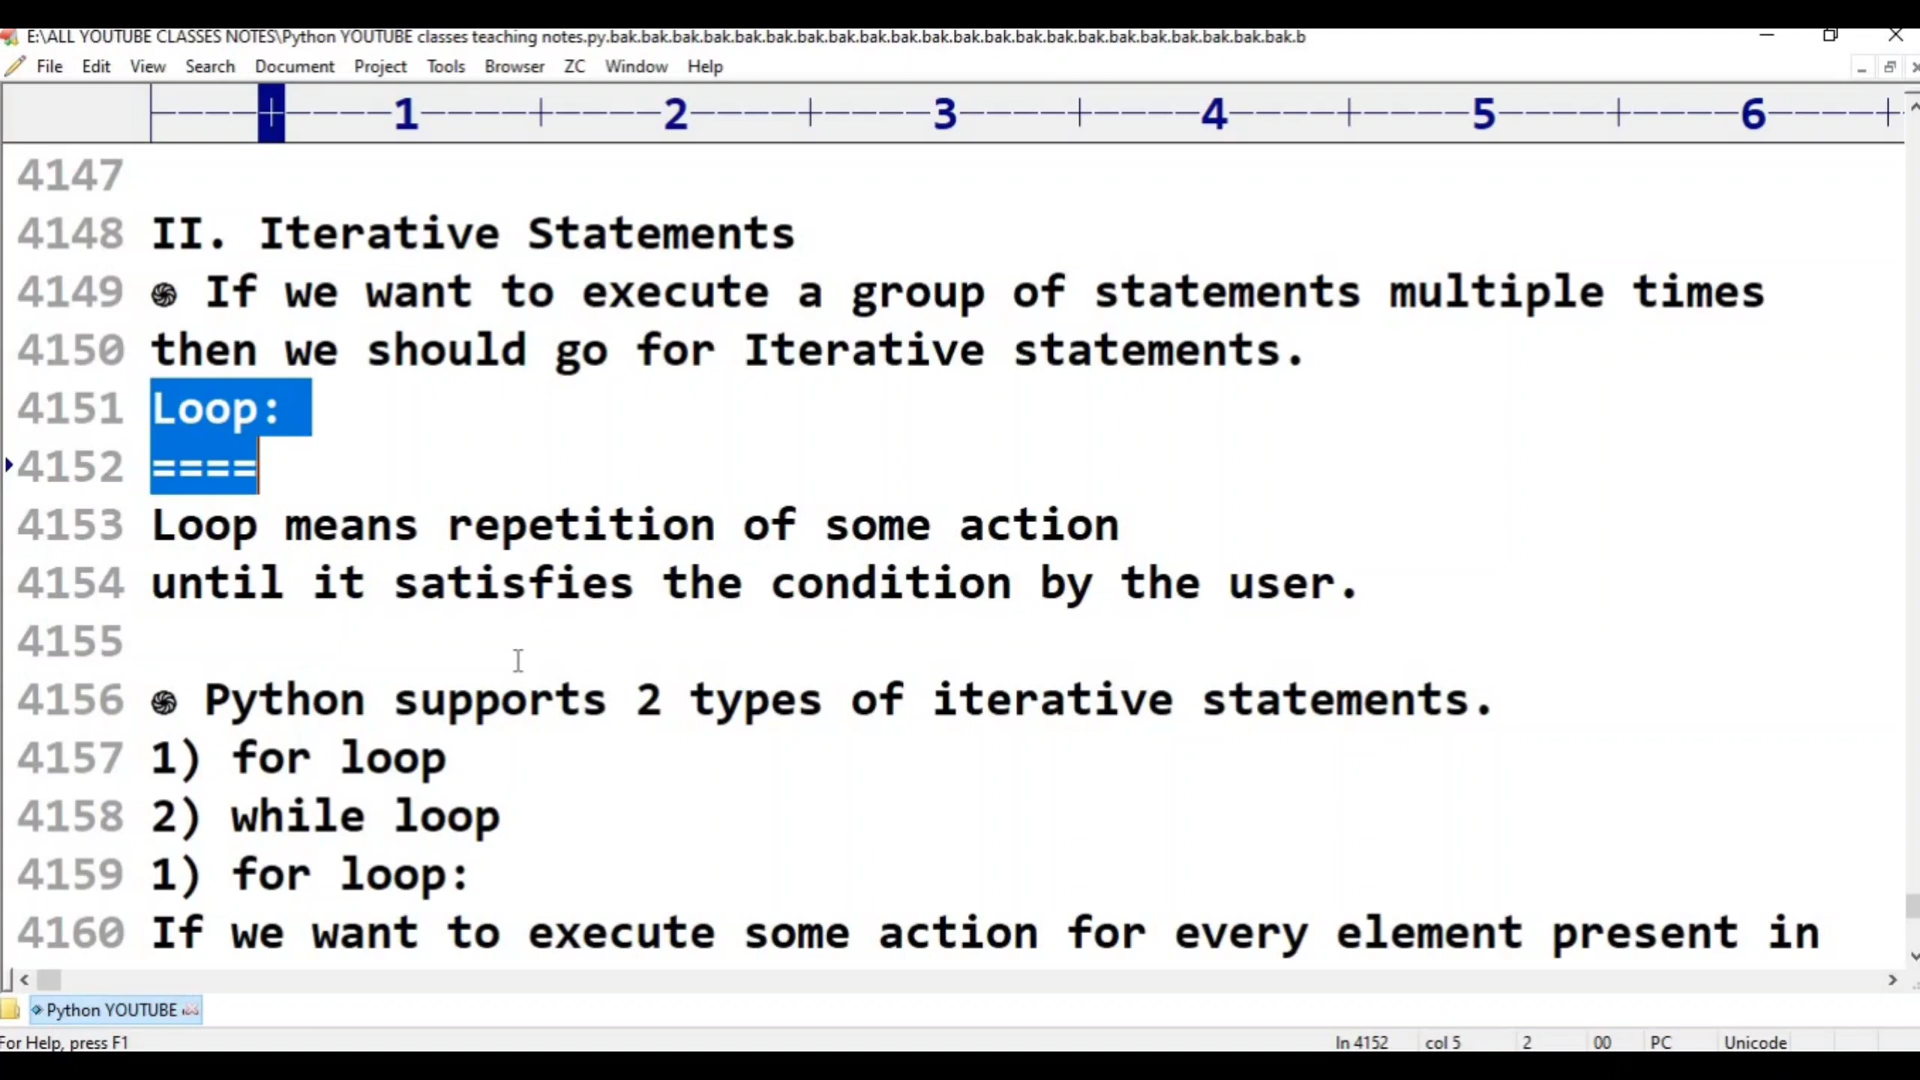 E:\ALL YOUTUBE CLASSES NOTES\Python YOUTUBE classes teaching notes.py.bak.bak.bak.bak.bak.bak.bak.bak.bak.bak.bak.bak.bak.bak.bak.bak.bak.bak.bak.bak.bak.bak.b
File Edit View Search Document Project Tools Browser ZC Window Help
1 2 3 4 5 6
4147
4148 II. Iterative Statements
4149 ֍ If we want to execute a group of statements multiple times
4150 then we should go for Iterative statements.
4151 Loop:
4152 ====
4153 Loop means repetition of some action
4154 until it satisfies the condition by the user.
4155
4156 ֍ Python supports 2 types of iterative statements.
4157 1) for loop
4158 2) while loop
4159 1) for loop:
4160 If we want to execute some action for every element present in
Python YOUTUBE
For Help, press F1 ln 4152 col 5 2 00 PC Unicode